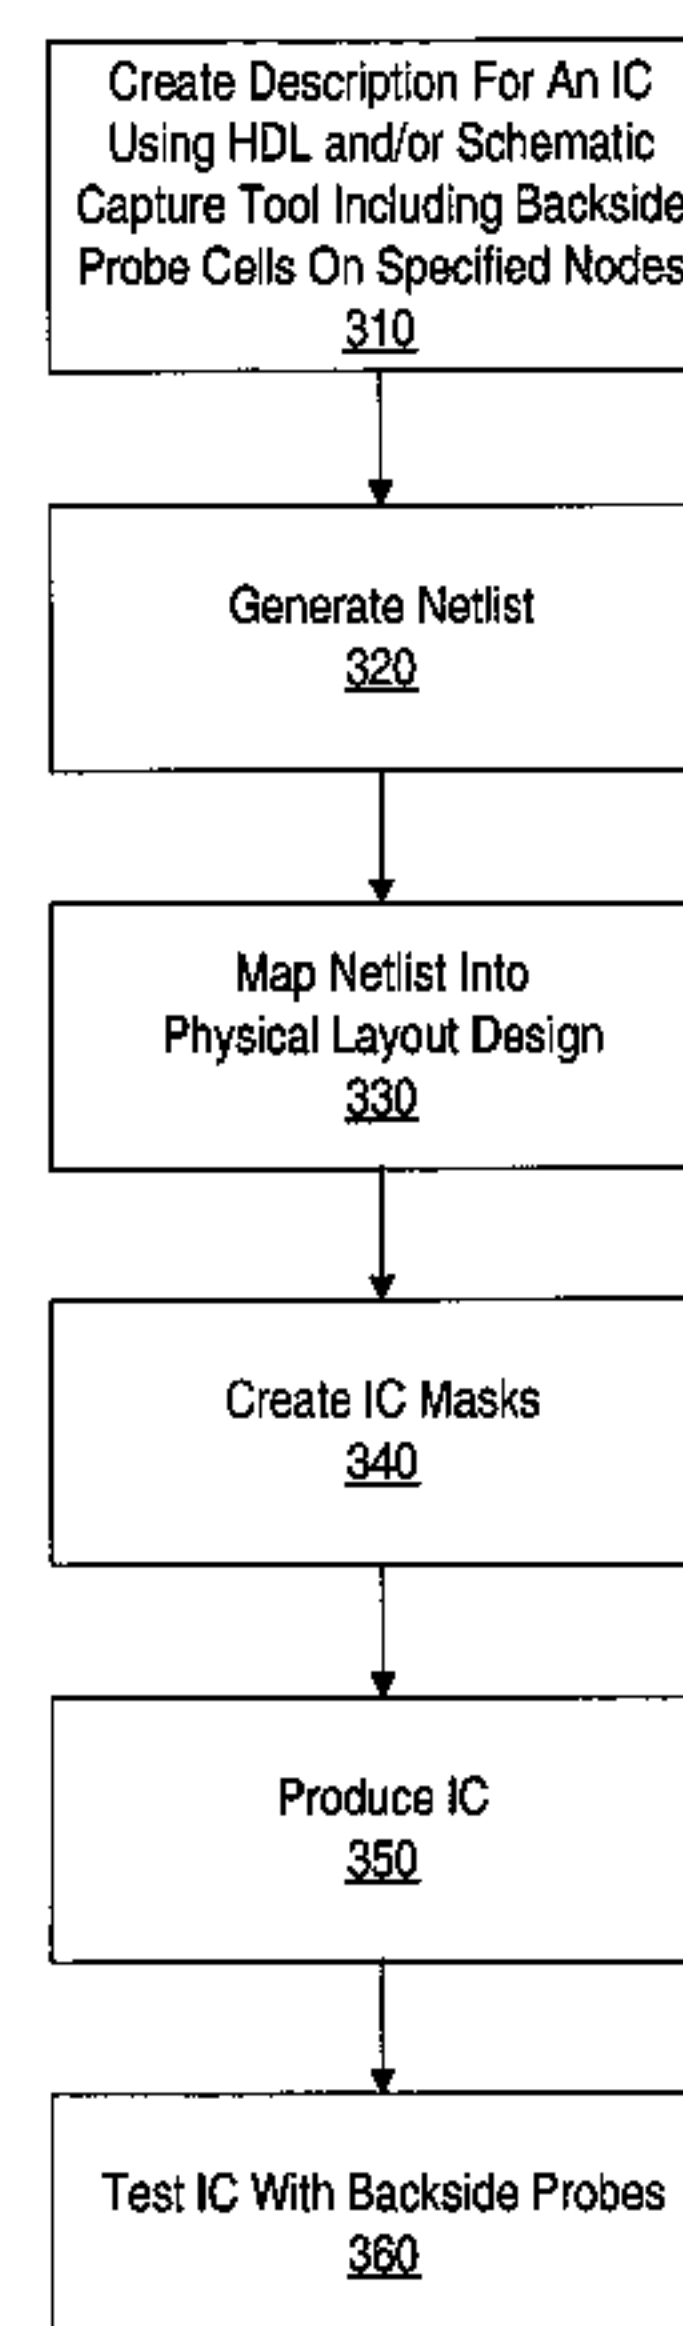 Create Description For An IC
Using HDL and/or Schematic
Capture Tool Including Backside
Probe Cells On Specified Nodes
310
Generate Netlist
320
Map Netlist Into
Physical Layout Design
330
Create IC Masks
340
Produce IC
350
Test IC With Backside Probes
360